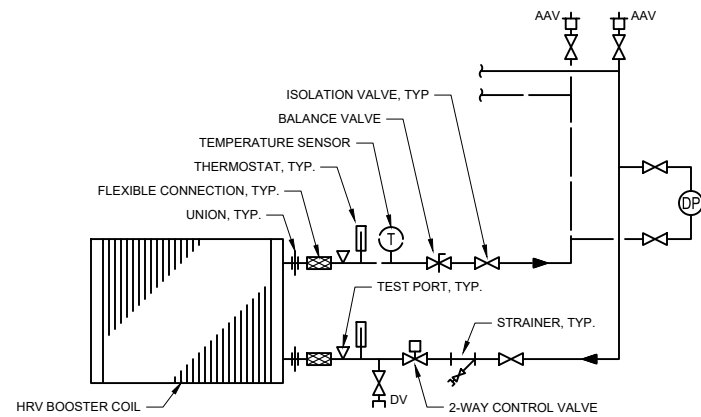 AAV
AAV
ISOLATION VALVE, TYP
BALANCE VALVE
TEMPERATURE SENSOR
THERMOSTAT, TYP.
FLEXIBLE CONNECTION, TYP.
UNION, TYP.
T
DP
TEST PORT, TYP.
STRAINER, TYP.
DV
HRV BOOSTER COIL
2-WAY CONTROL VALVE